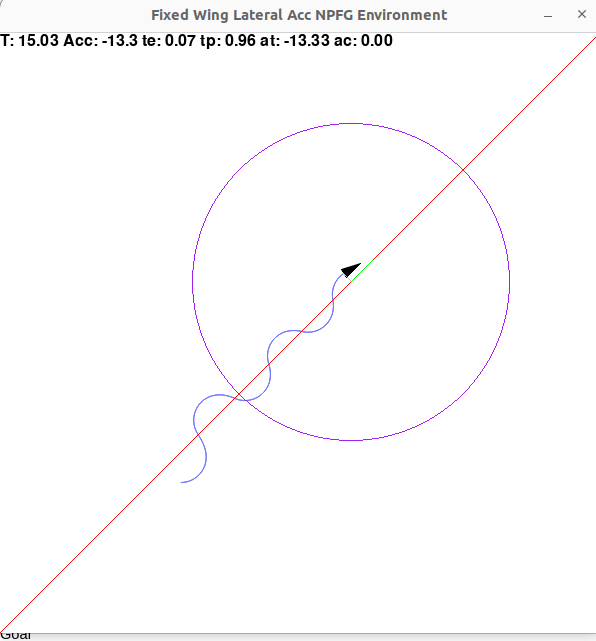 Fixed Wing Lateral Acc NPFG Environment
T: 15.03 Acc: -13.3 te: 0.07 tp: 0.96 at: -13.33 ac: 0.00
Goal